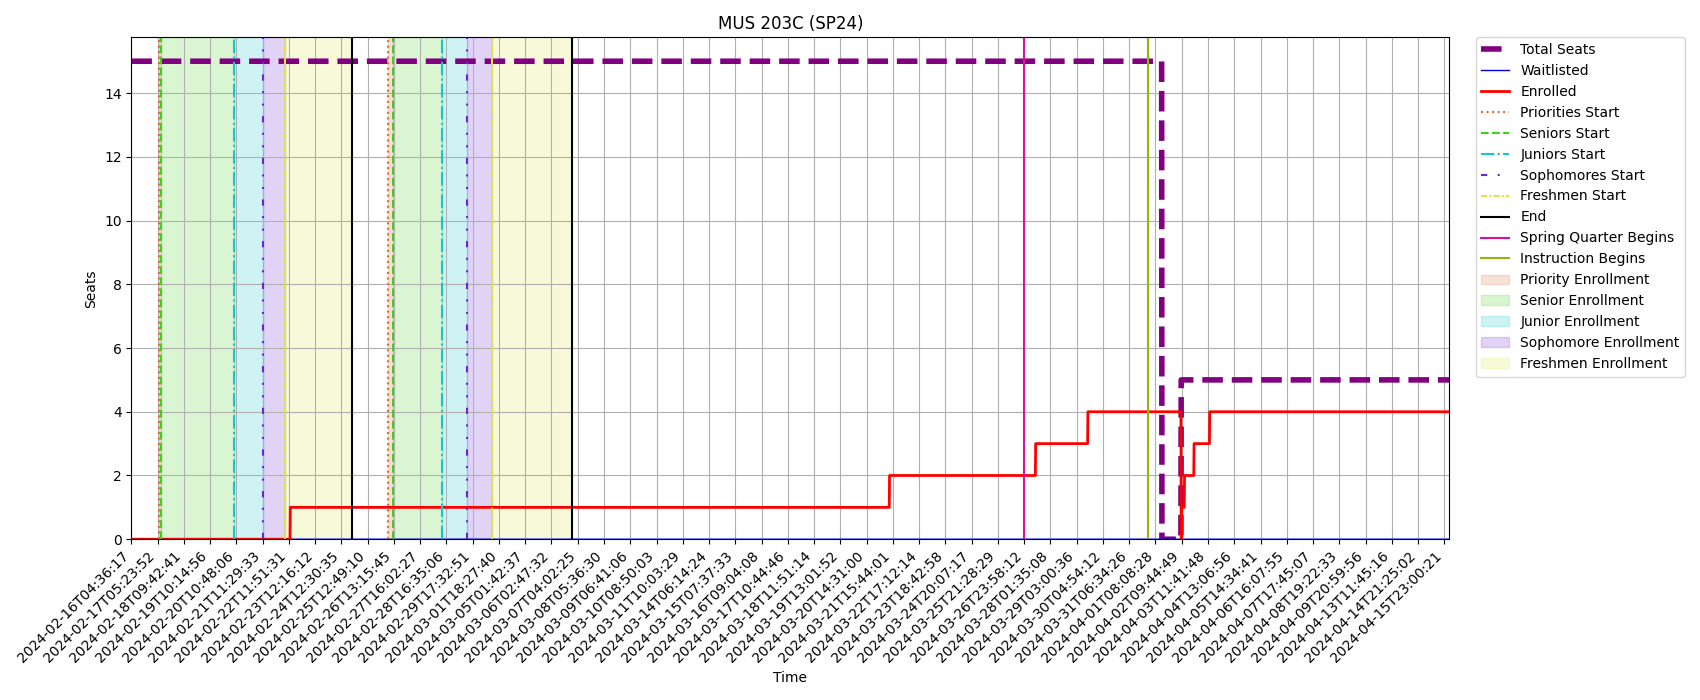 MUS 203C (SP24)
Seats
14
12
10
8
6
4
2
0
2024-02-16T04:36:17
2024-02-17T05:23:52
2024-02-18T09:42:41
2024-02-19T10:14:56
2024-02-20T10:48:06
2024-02-21T11:29:33
2024-02-22T11:51:31
2024-02-23T12:16:12
2024-02-24T12:30:35
2024-02-25T12:49:10
2024-02-26T13:15:45
2024-02-27T16:02:27
2024-02-28T16:35:06
2024-02-29T17:32:51
2024-03-01T18:27:40
2024-03-05T01:42:37
2024-03-06T02:47:32
2024-03-07T04:02:25
2024-03-08T05:36:30
2024-03-09T06:41:06
2024-03-10T08:50:03
2024-03-11T10:03:29
2024-03-14T06:14:24
2024-03-15T07:37:33
2024-03-16T09:04:08
2024-03-17T10:44:46
2024-03-18T11:51:14
2024-03-19T13:01:52
2024-03-20T14:31:00
2024-03-21T15:44:01
2024-03-22T17:12:14
2024-03-23T18:42:58
2024-03-24T20:07:17
2024-03-25T21:28:29
2024-03-26T23:58:12
2024-03-28T01:35:08
2024-03-29T03:00:36
2024-03-30T04:54:12
2024-03-31T06:34:26
2024-04-01T08:08:28
2024-04-02T09:44:49
2024-04-03T11:41:48
2024-04-04T13:06:56
2024-04-05T14:34:41
2024-04-06T16:07:55
2024-04-07T17:45:07
2024-04-08T19:22:33
2024-04-09T20:59:56
2024-04-13T11:45:16
2024-04-14T21:25:02
2024-04-15T23:00:21
Time
Total Seats
Waitlisted
Enrolled
Priorities Start
Seniors Start
Juniors Start
Sophomores Start
Freshmen Start
End
Spring Quarter Begins
Instruction Begins
Priority Enrollment
Senior Enrollment
Junior Enrollment
Sophomore Enrollment
Freshmen Enrollment